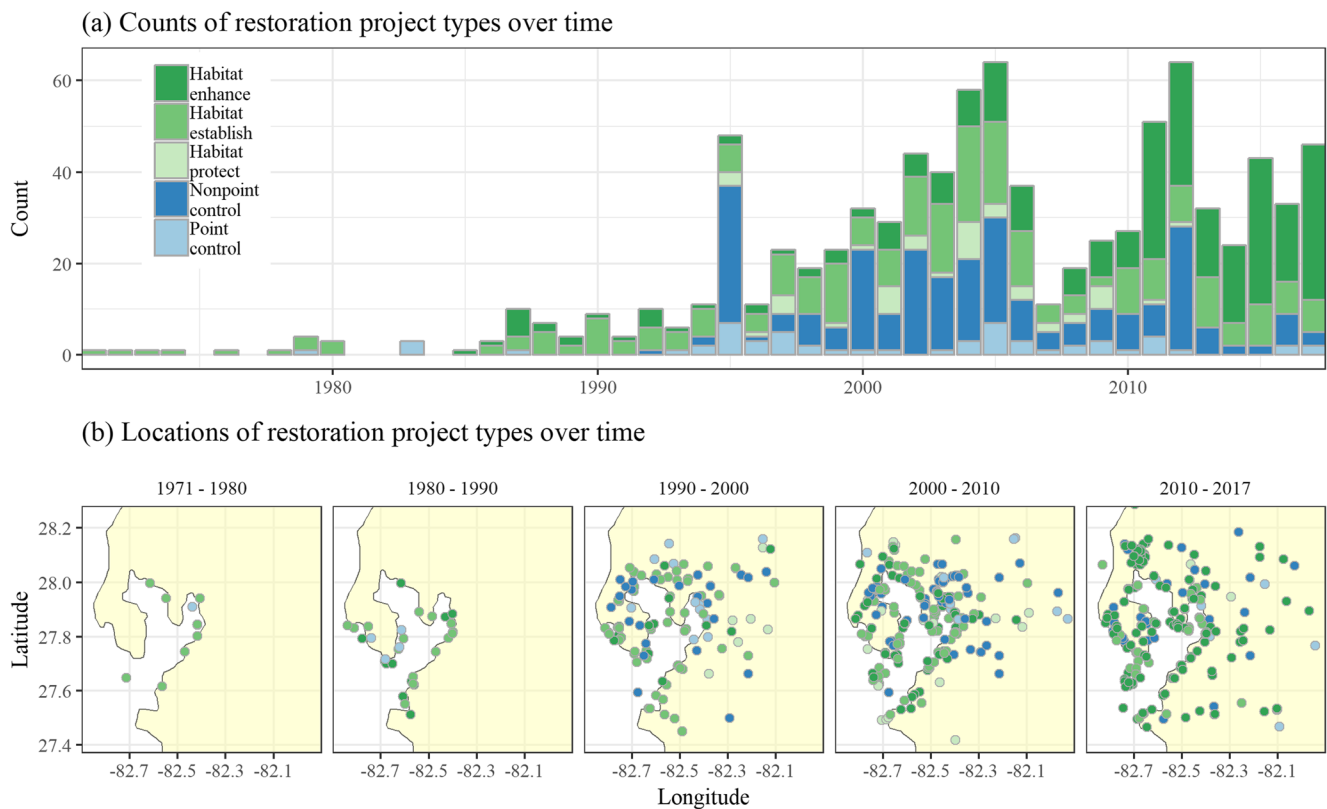 (a) Counts of restoration project types over time
60
40
20
0
Count
Habitat
enhance
Habitat
establish
Habitat
protect
Nonpoint
control
Point
control
1980
1990
2000
2010
(b) Locations of restoration project types over time
1971 - 1980
1980 - 1990
1990 - 2000
2000 - 2010
2010 - 2017
28.2
28.0
27.8
27.6
27.4
Latitude
-82.7 -82.5 -82.3 -82.1
-82.7 -82.5 -82.3 -82.1
-82.7 -82.5 -82.3 -82.1
-82.7 -82.5 -82.3 -82.1
-82.7 -82.5 -82.3 -82.1
Longitude